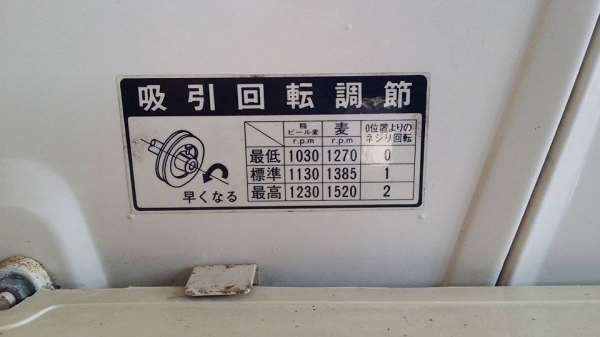 吸引回転調節
ビール麦 麦 0位置よりの
r.p.m r.p.m ネジリ回転
最低 1030 1270 0
標準 1130 1385 1
最高 1230 1520 2
早くなる